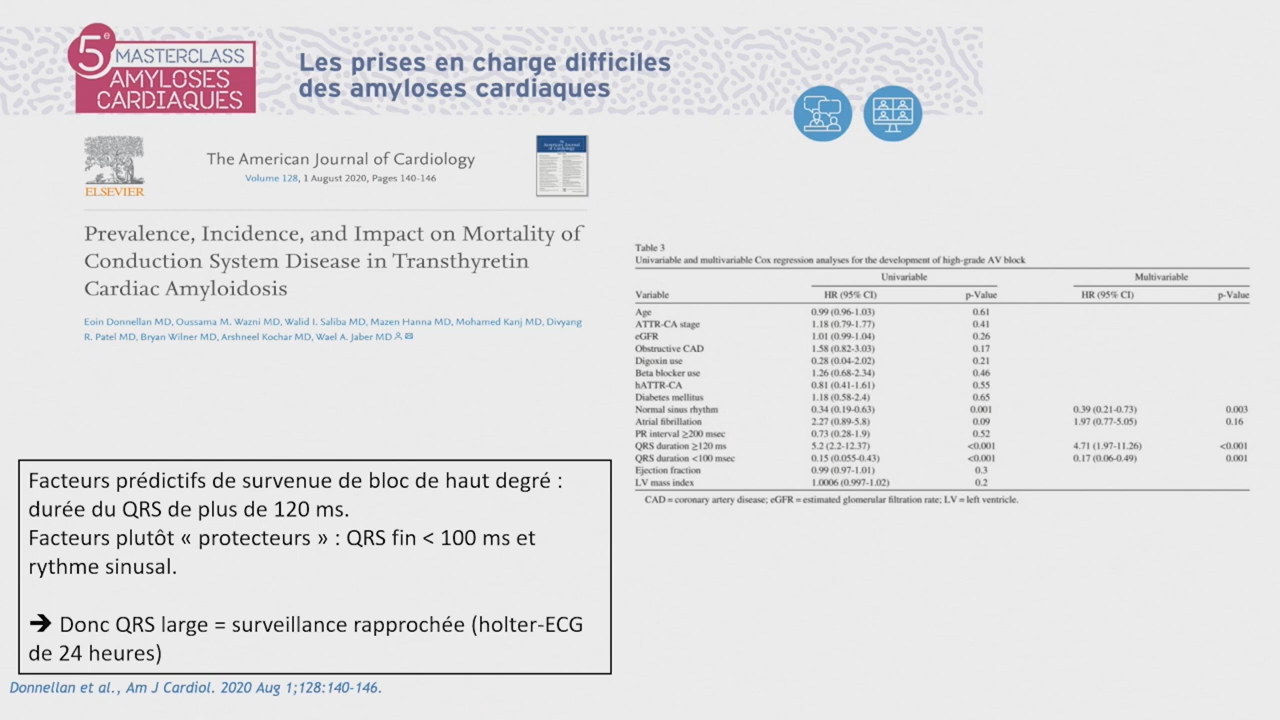 5e MASTERCLASS
AMYLOSES
CARDIAQUES
Les prises en charge difficiles
des amyloses cardiaques
ELSEVIER
The American Journal of Cardiology
Volume 128, 1 August 2020, Pages 140-146
Prevalence, Incidence, and Impact on Mortality of
Conduction System Disease in Transthyretin
Cardiac Amyloidosis
Eoin Donnellan MD, Oussama M. Wazni MD, Walid I. Saliba MD, Mazen Hanna MD, Mohamed Kanj MD, Divyang
R. Patel MD, Bryan Wilner MD, Arshneel Kochar MD, Wael A. Jaber MD
Table 3
Univariable and multivariable Cox regression analyses for the development of high-grade AV block
Univariable Multivariable
Variable HR (95% CI) p-Value HR (95% CI) p-Value
Age 0.99 (0.96-1.03) 0.61
ATTR-CA stage 1.18 (0.79-1.77) 0.41
eGFR 1.01 (0.99-1.04) 0.26
Obstructive CAD 1.58 (0.82-3.03) 0.17
Digoxin use 0.28 (0.04-2.02) 0.21
Beta blocker use 1.26 (0.68-2.34) 0.46
hATTR-CA 0.81 (0.41-1.61) 0.55
Diabetes mellitus 1.18 (0.58-2.4) 0.65
Normal sinus rhythm 0.34 (0.19-0.63) 0.001 0.39 (0.21-0.73) 0.003
Atrial fibrillation 2.27 (0.89-5.8) 0.09 1.97 (0.77-5.05) 0.16
PR interval ≥200 msec 0.73 (0.28-1.9) 0.52
QRS duration ≥120 ms 5.2 (2.2-12.37) <0.001 4.71 (1.97-11.26) <0.001
QRS duration <100 msec 0.15 (0.055-0.43) <0.001 0.17 (0.06-0.49) 0.001
Ejection fraction 0.99 (0.97-1.01) 0.3
LV mass index 1.0006 (0.997-1.02) 0.2
CAD = coronary artery disease; eGFR = estimated glomerular filtration rate; LV = left ventricle.
Facteurs prédictifs de survenue de bloc de haut degré :
durée du QRS de plus de 120 ms.
Facteurs plutôt « protecteurs » : QRS fin < 100 ms et
rythme sinusal.
➔ Donc QRS large = surveillance rapprochée (holter-ECG
de 24 heures)
Donnellan et al., Am J Cardiol. 2020 Aug 1;128:140-146.